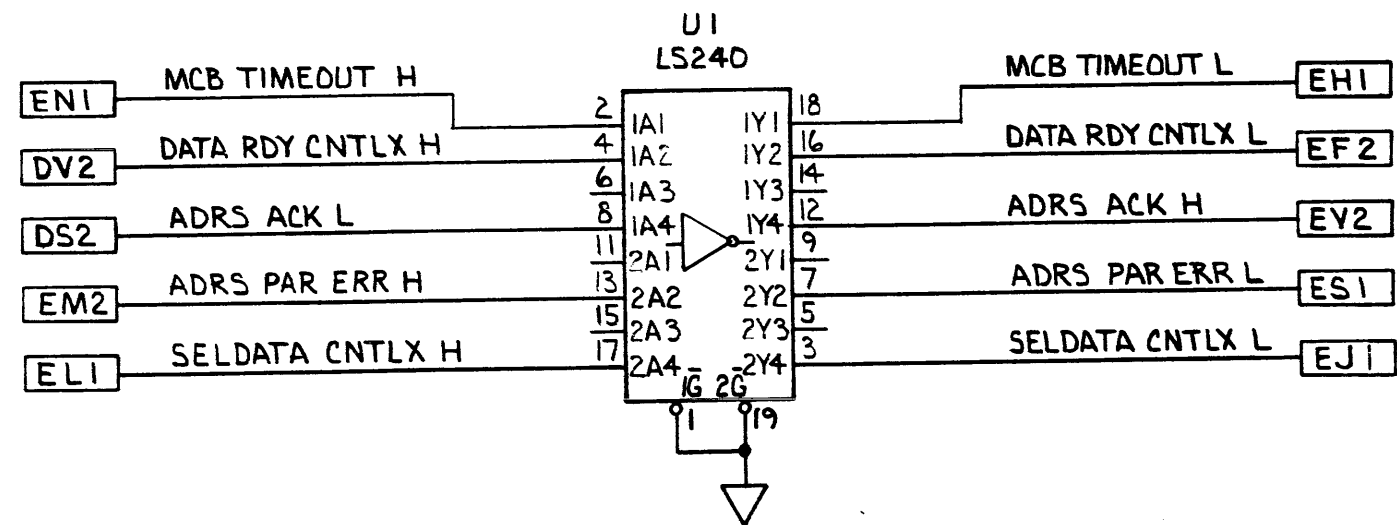 U1
LS240
EN1 MCB TIMEOUT H 2 1A1 1Y1 18 MCB TIMEOUT L EH1
DV2 DATA RDY CNTLX H 4 1A2 1Y2 16 DATA RDY CNTLX L EF2
6 1A3 1Y3 14
DS2 ADRS ACK L 8 1A4 1Y4 12 ADRS ACK H EV2
11 2A1 2Y1 9
EM2 ADRS PAR ERR H 13 2A2 2Y2 7 ADRS PAR ERR L ES1
15 2A3 2Y3 5
EL1 SELDATA CNTLX H 17 2A4 2Y4 3 SELDATA CNTLX L EJ1
1G̅ 2G̅
1 19